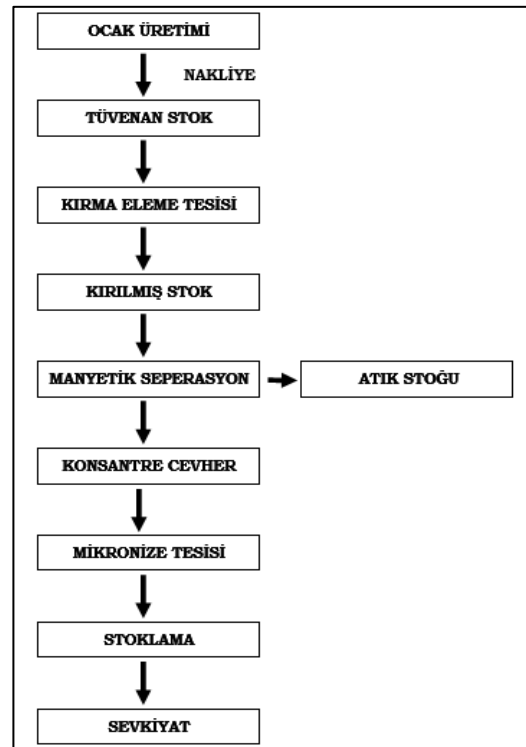 OCAK ÜRETİMİ
NAKLİYE
TÜVENAN STOK
KIRMA ELEME TESİSİ
KIRILMIŞ STOK
MANYETİK SEPERASYON
ATIK STOĞU
KONSANTRE CEVHER
MİKRONİZE TESİSİ
STOKLAMA
SEVKİYAT